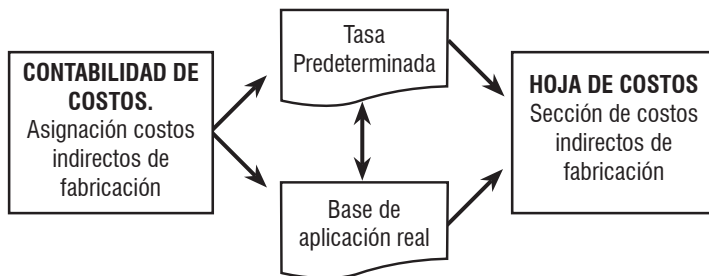 CONTABILIDAD DE
COSTOS.
Asignación costos
indirectos de
fabricación
Tasa
Predeterminada
Base de
aplicación real
HOJA DE COSTOS
Sección de costos
indirectos de
fabricación